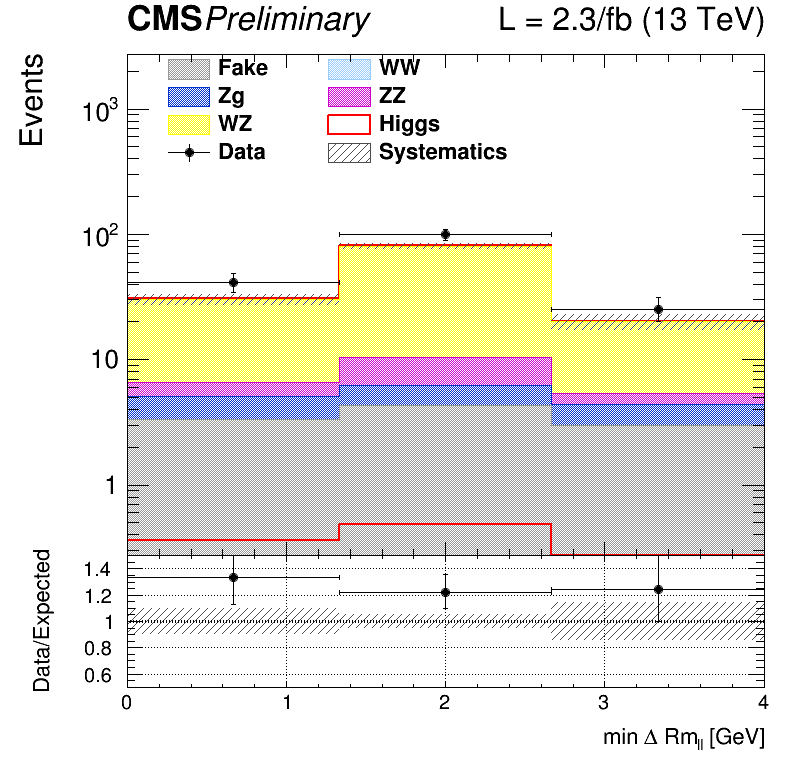 CMS Preliminary L = 2.3/fb (13 TeV)
Events
Fake WW
Zg ZZ
WZ Higgs
Data Systematics
10³
10²
10
1
Data/Expected
1.4
1.2
1
0.8
0.6
0 1 2 3 4
min Δ Rm_ll [GeV]